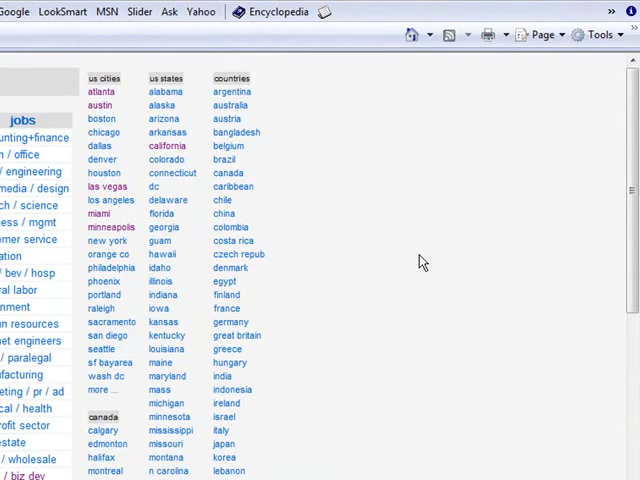 Google LookSmart MSN Slider Ask Yahoo Encyclopedia »
Page Tools »
jobs
unting+finance
/ office
/ engineering
media / design
ch / science
ess / mgmt
omer service
ation
/ bev / hosp
ral labor
nment
n resources
net engineers
/ paralegal
facturing
eting / pr / ad
cal / health
rofit sector
estate
/ wholesale
/ biz dev
us cities
atlanta
austin
boston
chicago
dallas
denver
houston
las vegas
los angeles
miami
minneapolis
new york
orange co
philadelphia
phoenix
portland
raleigh
sacramento
san diego
seattle
sf bayarea
wash dc
more ...
canada
calgary
edmonton
halifax
montreal
us states
alabama
alaska
arizona
arkansas
california
colorado
connecticut
dc
delaware
florida
georgia
guam
hawaii
idaho
illinois
indiana
iowa
kansas
kentucky
louisiana
maine
maryland
mass
michigan
minnesota
mississippi
missouri
montana
n carolina
countries
argentina
australia
austria
bangladesh
belgium
brazil
canada
caribbean
chile
china
colombia
costa rica
czech repub
denmark
egypt
finland
france
germany
great britain
greece
hungary
india
indonesia
ireland
israel
italy
japan
korea
lebanon